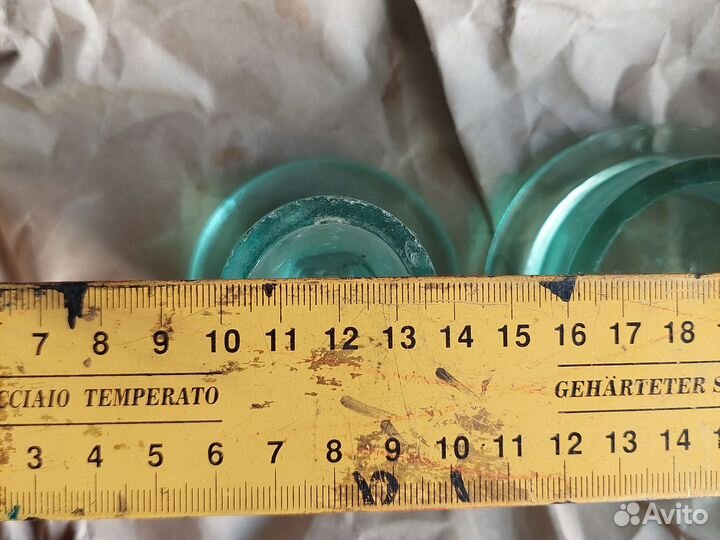 7 8 9 10 11 12 13 14 15 16 17 18
CCIAIO TEMPERATO GEHÄRTETER S
3 4 5 6 7 8 9 10 11 12 13 14
Avito